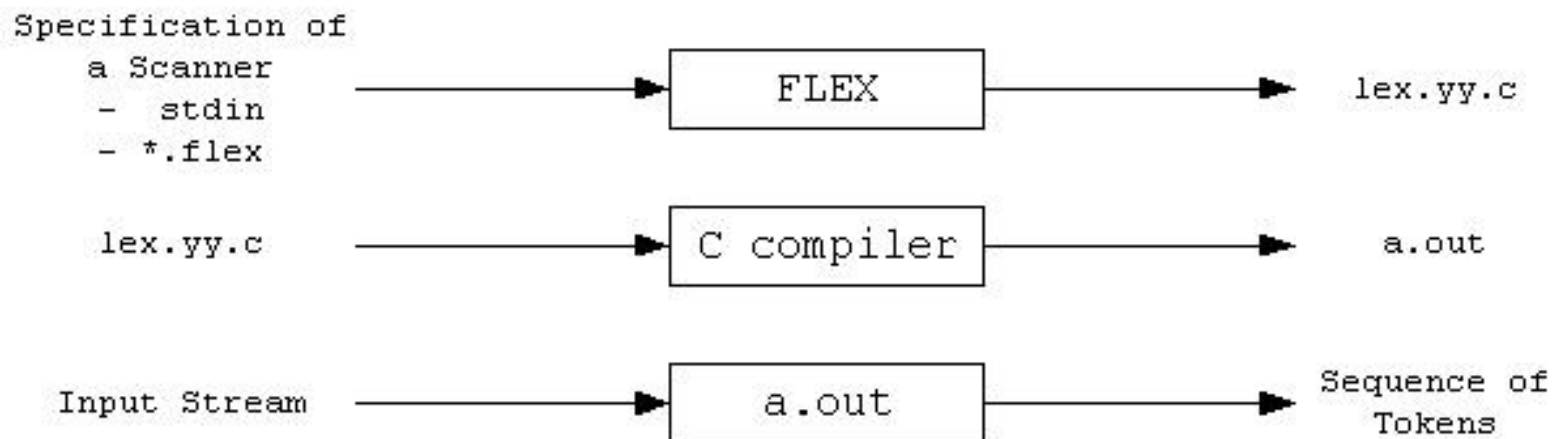 Specification of
a Scanner
- stdin
- *.flex
FLEX
lex.yy.c
lex.yy.c
C compiler
a.out
Input Stream
a.out
Sequence of
Tokens